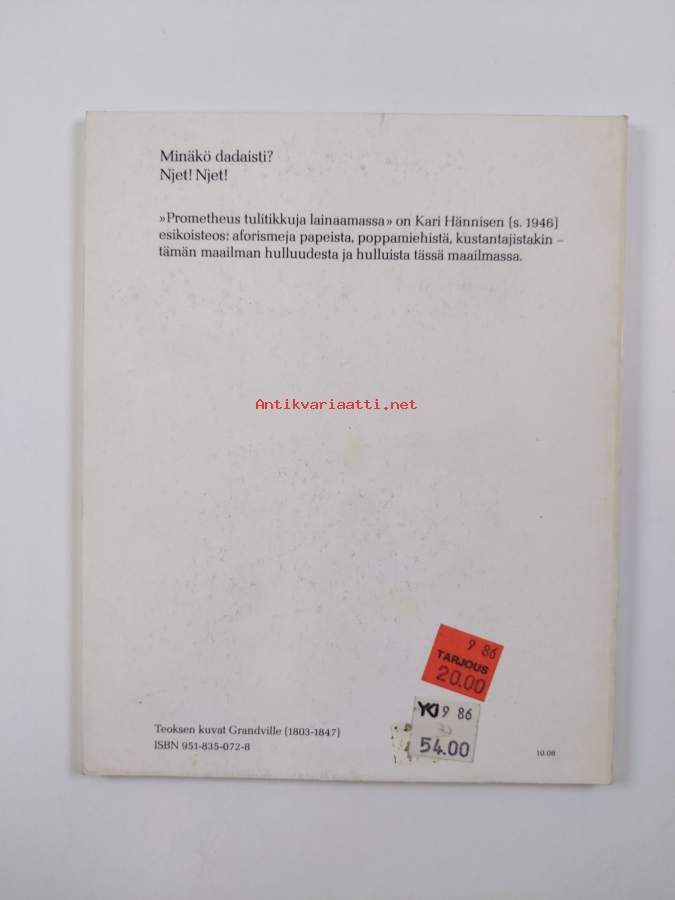 Minäkö dadaisti?
Njet! Njet!
»Prometheus tulitikkuja lainaamassa» on Kari Hännisen (s. 1946)
esikoisteos: aforismeja papeista, poppamiehistä, kustantajistakin –
tämän maailman hulluudesta ja hulluista tässä maailmassa.
Antikvariaatti.net
9 86
TARJOUS
20.00
9 86
54.00
Teoksen kuvat Grandville (1803-1847)
ISBN 951-835-072-8
10.08